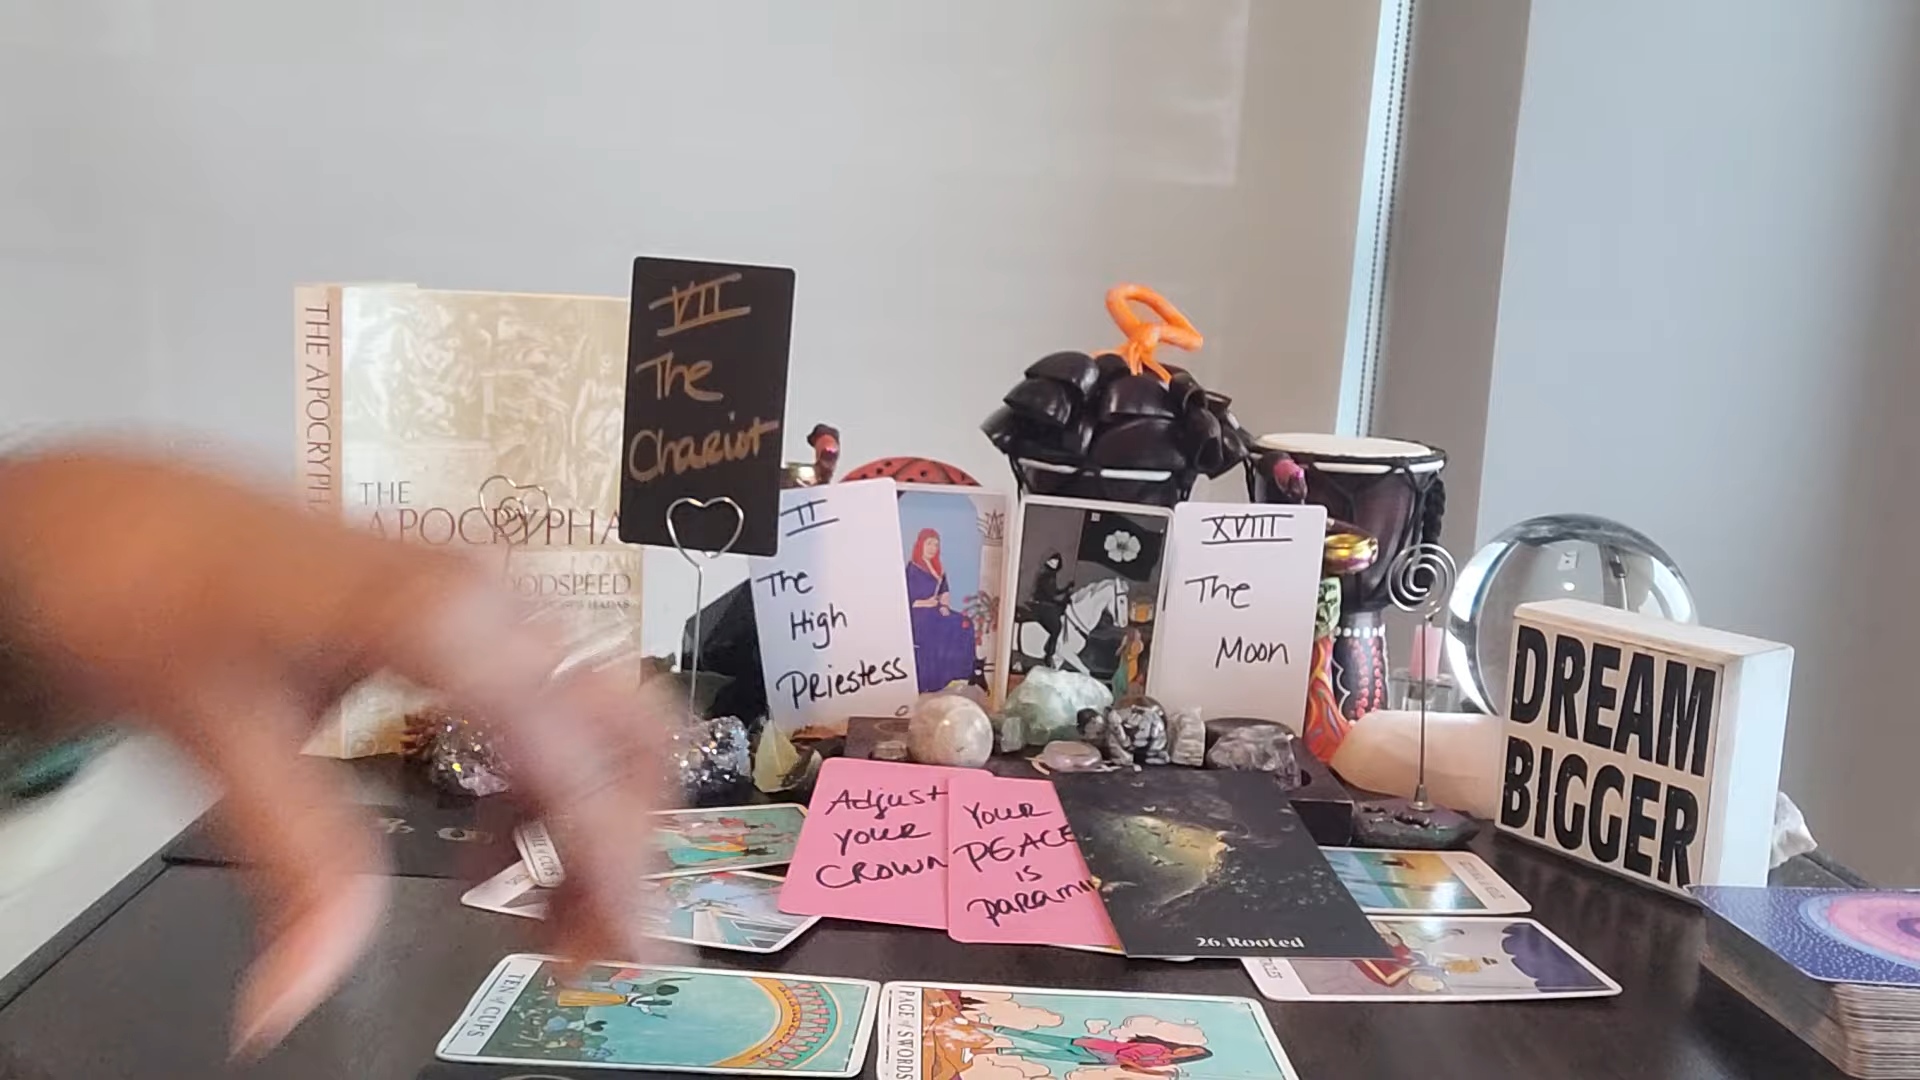 THE APOCRYPHA
THE
APOCRYPHA
GOODSPEED
VII
The
Chariot
II
The
High
Priestess
XVIII
The
Moon
DREAM
BIGGER
Adjust
your
CROWN
YOUR
PEACE
is
26. Rooted
TEN of CUPS
PAGE of SWORDS